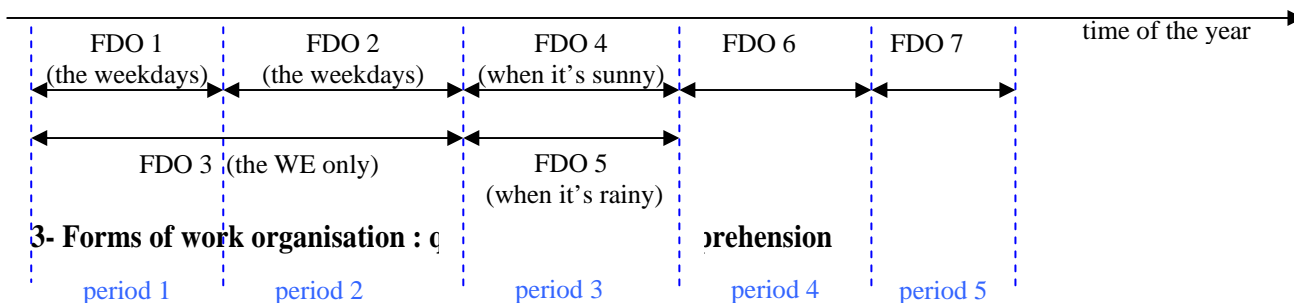 time of the year
FDO 1
(the weekdays)
FDO 2
(the weekdays)
FDO 4
(when it’s sunny)
FDO 6
FDO 7
FDO 3 (the WE only)
FDO 5
(when it’s rainy)
3- Forms of work organisation :
period 1
period 2
period 3
period 4
period 5